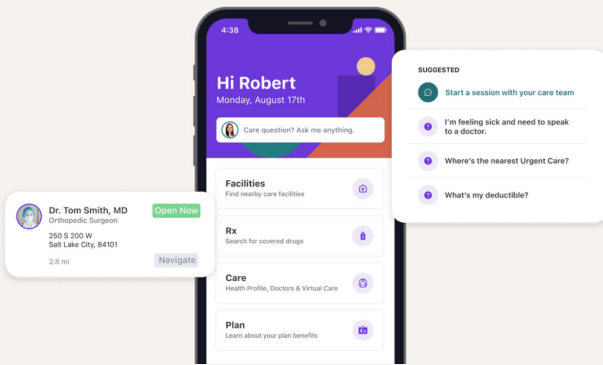 4:38
Hi Robert
Monday, August 17th
Care question? Ask me anything.
Facilities
Find nearby care facilities
Rx
Search for covered drugs
Care
Health Profile, Doctors & Virtual Care
Plan
Learn about your plan benefits
Dr. Tom Smith, MD
Open Now
Orthopedic Surgeon
250 S 200 W
Salt Lake City, 84101
2.8 mi
Navigate
SUGGESTED
Start a session with your care team
I'm feeling sick and need to speak
to a doctor.
Where's the nearest Urgent Care?
What's my deductible?